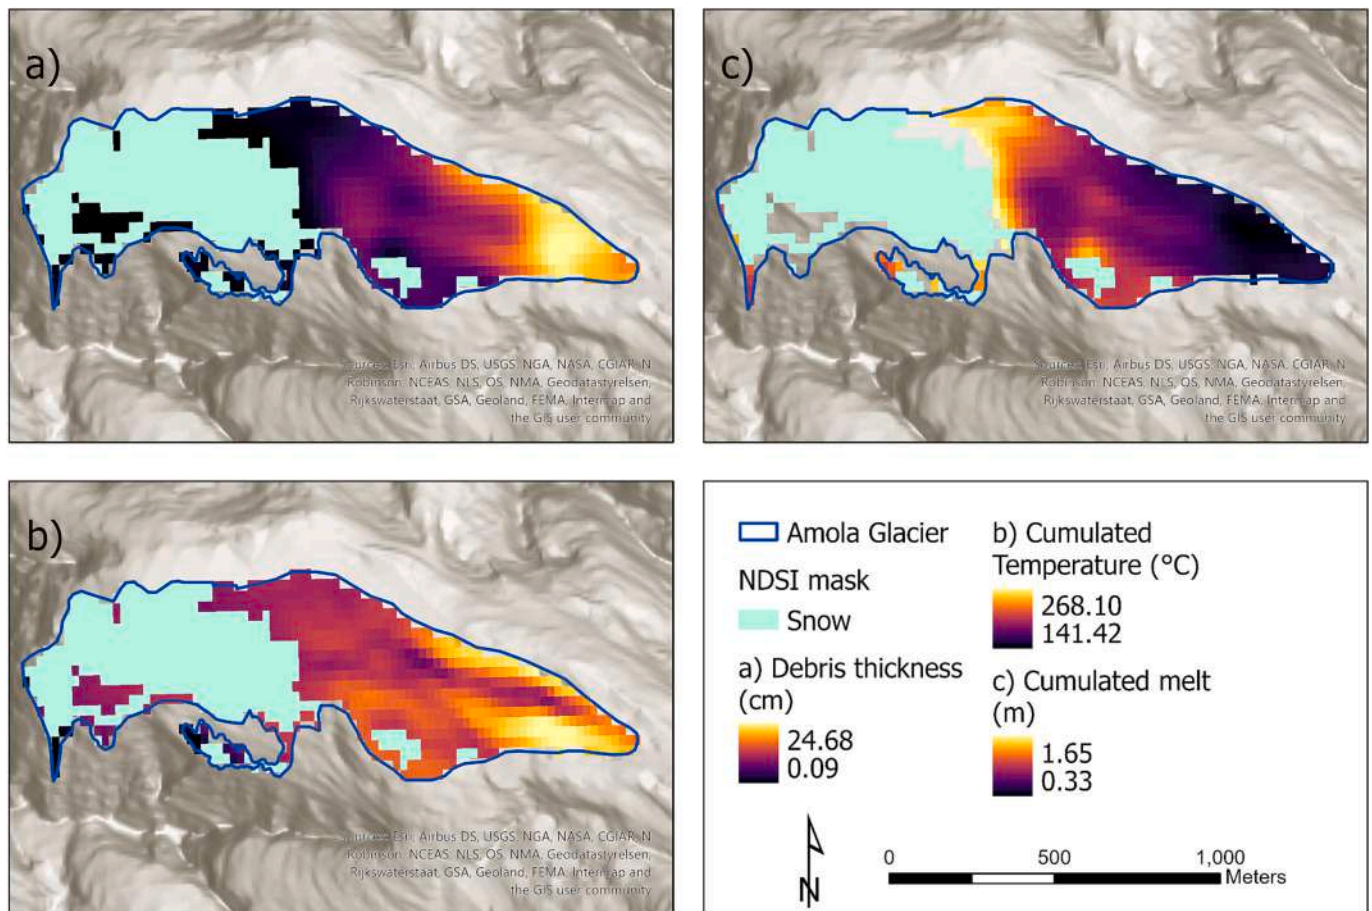 a)
Sources: Esri, Airbus DS, USGS, NGA, NASA, CGIAR, N
Robinson, NCEAS, NLS, OS, NMA, Geodatastyrelsen,
Rijkswaterstaat, GSA, Geoland, FEMA, Intermap and
the GIS user community
c)
Sources: Esri, Airbus DS, USGS, NGA, NASA, CGIAR, N
Robinson, NCEAS, NLS, OS, NMA, Geodatastyrelsen,
Rijkswaterstaat, GSA, Geoland, FEMA, Intermap and
the GIS user community
b)
Sources: Esri, Airbus DS, USGS, NGA, NASA, CGIAR, N
Robinson, NCEAS, NLS, OS, NMA, Geodatastyrelsen,
Rijkswaterstaat, GSA, Geoland, FEMA, Intermap and
the GIS user community
Amola Glacier
NDSI mask
Snow
a) Debris thickness
(cm)
24.68
0.09
b) Cumulated
Temperature (°C)
268.10
141.42
c) Cumulated melt
(m)
1.65
0.33
N
0 500 1,000
Meters